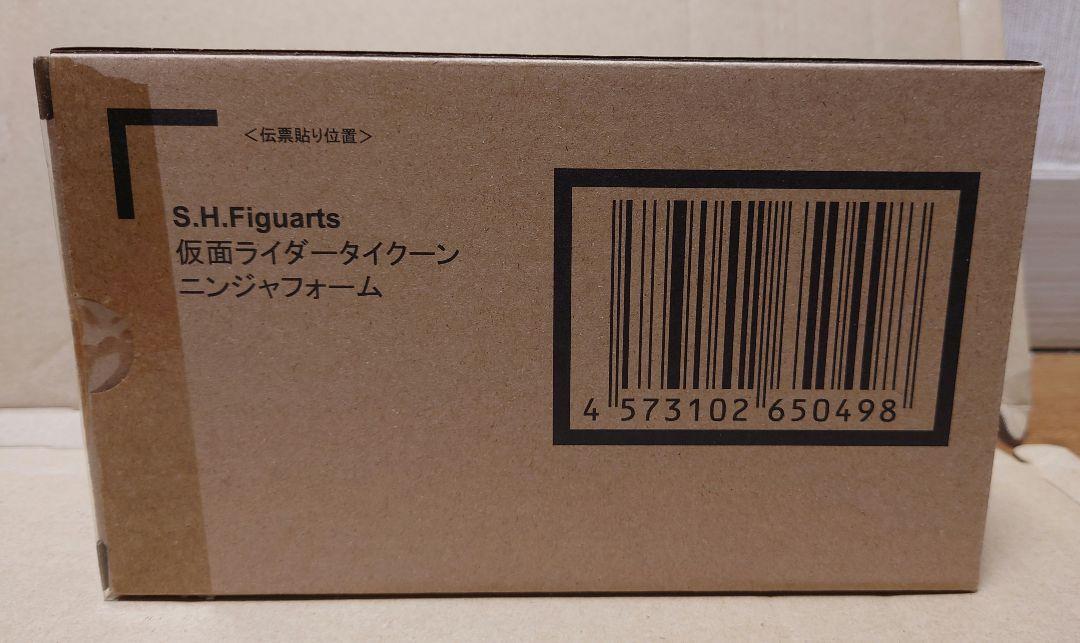 ＜伝票貼り位置＞
S.H.Figuarts
仮面ライダータイクーン
ニンジャフォーム
4 573102 650498